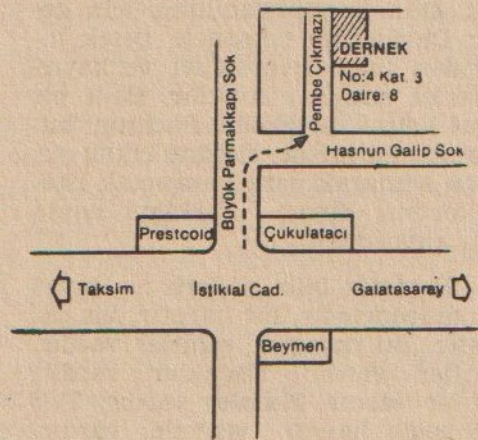 Büyük Parmakkapı Sok
Pembe Çıkmazı
DERNEK
No:4 Kat. 3
Daire: 8
Hasnun Galip Sok
Prestcold
Çukulatacı
Taksim
İstiklal Cad.
Galatasaray
Beymen